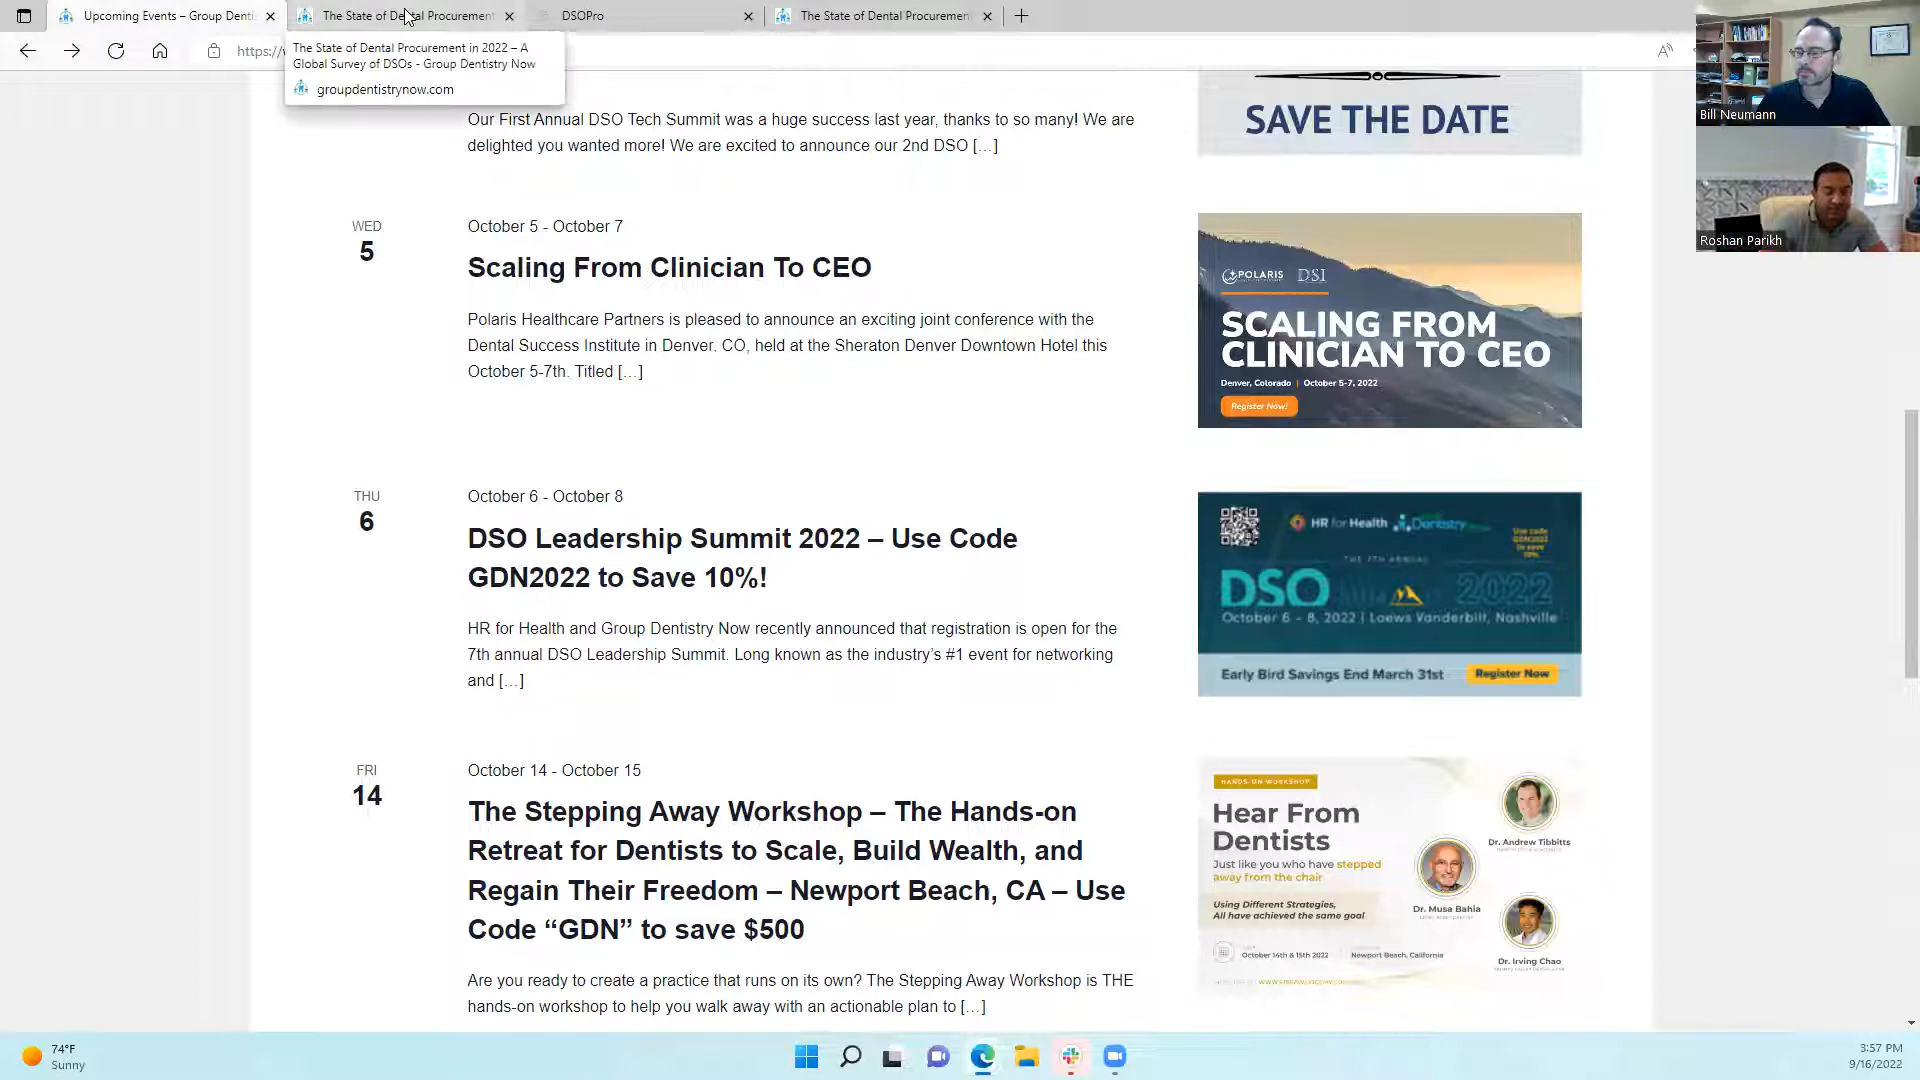 Upcoming Events – Group Denti
The State of Dental Procurement
DSOPro
The State of Dental Procuremen
https://
The State of Dental Procurement in 2022 – A
Global Survey of DSOs - Group Dentistry Now
groupdentistrynow.com
Bill Neumann
Roshan Parikh
Our First Annual DSO Tech Summit was a huge success last year, thanks to so many! We are
delighted you wanted more! We are excited to announce our 2nd DSO […]
SAVE THE DATE
WED
5
October 5 - October 7
Scaling From Clinician To CEO
Polaris Healthcare Partners is pleased to announce an exciting joint conference with the
Dental Success Institute in Denver, CO, held at the Sheraton Denver Downtown Hotel this
October 5-7th. Titled […]
POLARIS DSI
SCALING FROM
CLINICIAN TO CEO
Denver, Colorado | October 5-7, 2022
Register Now!
THU
6
October 6 - October 8
DSO Leadership Summit 2022 – Use Code
GDN2022 to Save 10%!
HR for Health and Group Dentistry Now recently announced that registration is open for the
7th annual DSO Leadership Summit. Long known as the industry's #1 event for networking
and […]
HR for Health Dentistry
Use code
GDN2022
to save
10%
THE 7TH ANNUAL
DSO 2022
October 6 - 8, 2022 | Loews Vanderbilt, Nashville
Early Bird Savings End March 31st
Register Now
FRI
14
October 14 - October 15
The Stepping Away Workshop – The Hands-on
Retreat for Dentists to Scale, Build Wealth, and
Regain Their Freedom – Newport Beach, CA – Use
Code “GDN” to save $500
Are you ready to create a practice that runs on its own? The Stepping Away Workshop is THE
hands-on workshop to help you walk away with an actionable plan to […]
HANDS-ON WORKSHOP
Hear From
Dentists
Just like you who have stepped
away from the chair
Using Different Strategies,
All have achieved the same goal
October 14th & 15th 2022
Newport Beach, California
Dr. Andrew Tibbitts
Dr. Musa Bahia
Dr. Irving Chao
74°F
Sunny
3:57 PM
9/16/2022